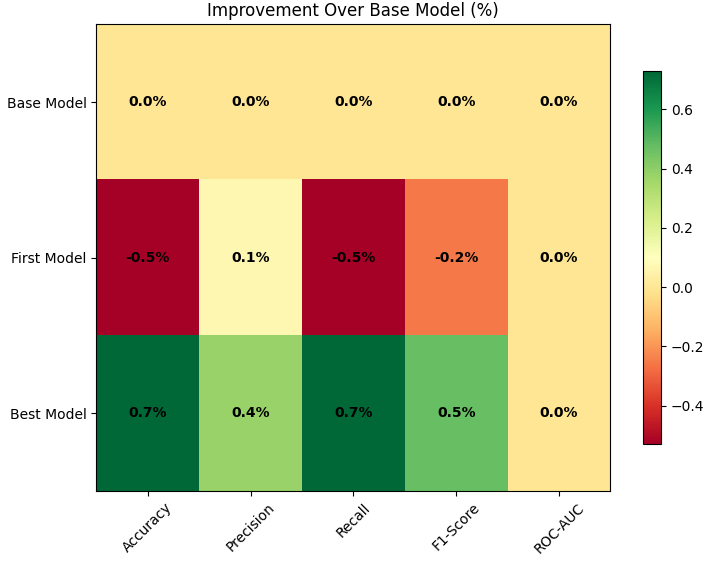 Improvement Over Base Model (%)
Base Model 0.0% 0.0% 0.0% 0.0% 0.0%
First Model -0.5% 0.1% -0.5% -0.2% 0.0%
Best Model 0.7% 0.4% 0.7% 0.5% 0.0%
Accuracy Precision Recall F1-Score ROC-AUC
0.6
0.4
0.2
0.0
−0.2
−0.4